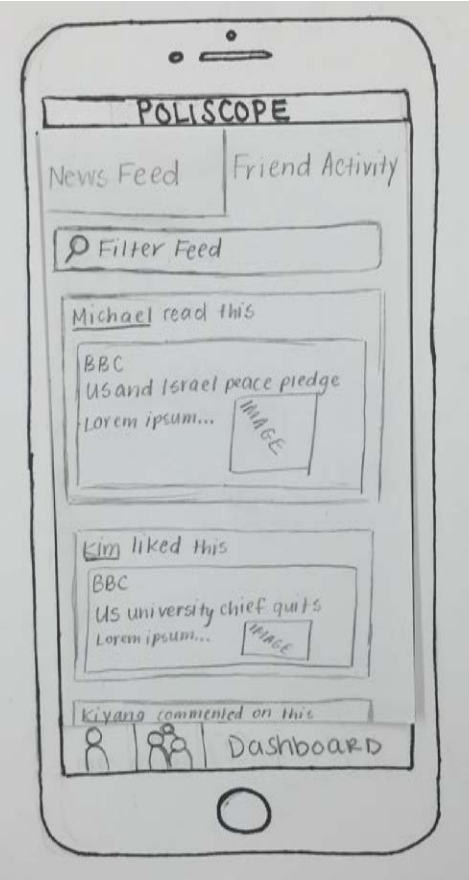 POLISCOPE
News Feed
Friend Activity
Filter Feed
Michael read this
BBC
US and Israel peace pledge
Lorem ipsum...
IMAGE
Kim liked this
BBC
US university chief quits
Lorem ipsum...
IMAGE
Kiyang commented on this
Dashboard